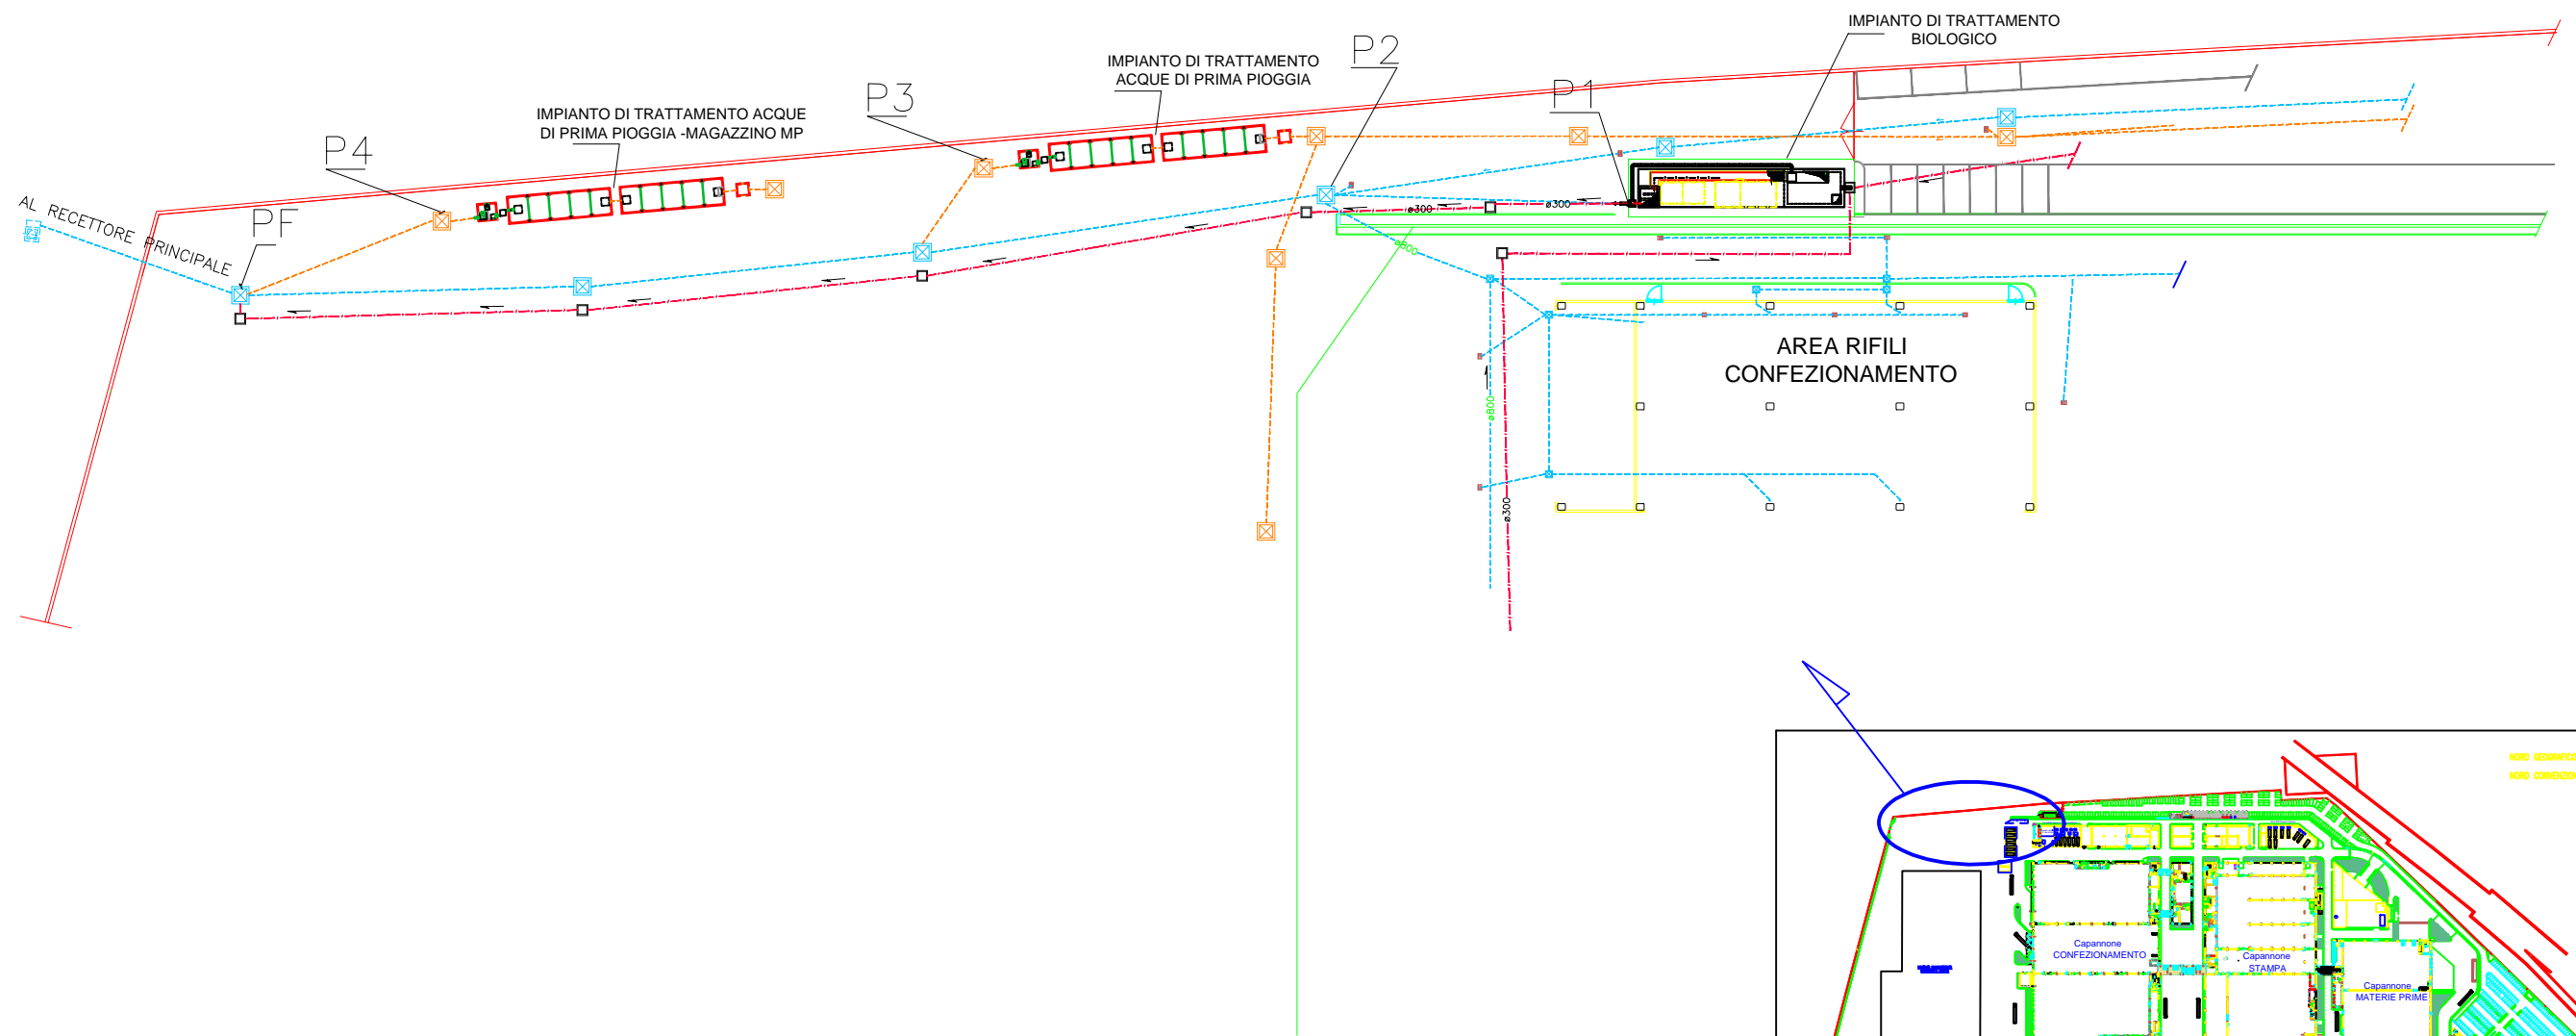 IMPIANTO DI TRATTAMENTO
BIOLOGICO
P2
IMPIANTO DI TRATTAMENTO
ACQUE DI PRIMA PIOGGIA
P1
P3
IMPIANTO DI TRATTAMENTO ACQUE
DI PRIMA PIOGGIA -MAGAZZINO MP
P4
AL RECETTORE PRINCIPALE
PF
ø300
ø300
ø800
ø800
ø300
AREA RIFILI
CONFEZIONAMENTO
Capannone
CONFEZIONAMENTO
Capannone
STAMPA
Capannone
MATERIE PRIME